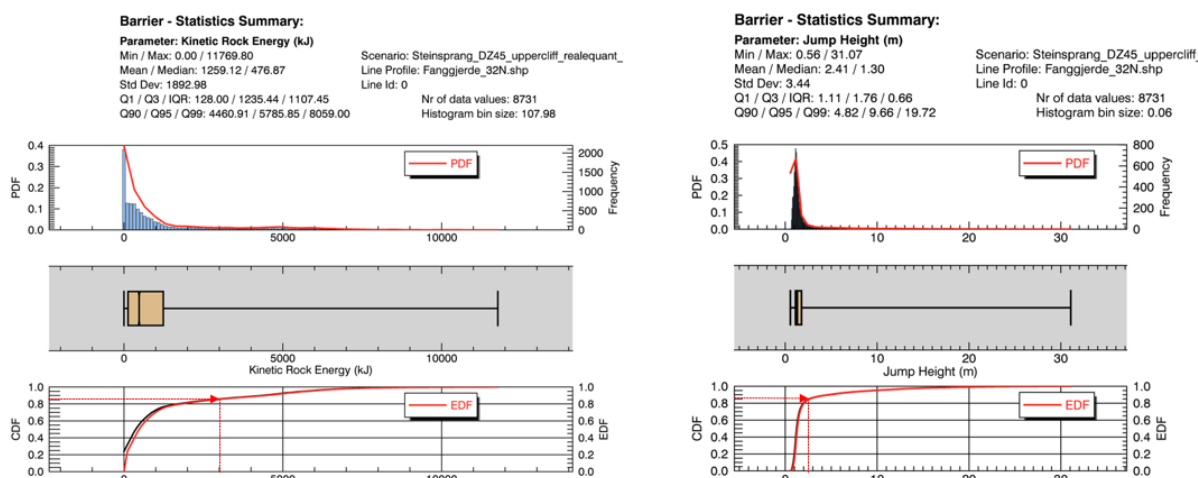 Barrier - Statistics Summary:
Parameter: Kinetic Rock Energy (kJ)
Min / Max: 0.00 / 11769.80
Mean / Median: 1259.12 / 476.87
Std Dev: 1892.98
Q1 / Q3 / IQR: 128.00 / 1235.44 / 1107.45
Q90 / Q95 / Q99: 4460.91 / 5785.85 / 8059.00
Scenario: Steinsprang_DZ45_uppercliff_realequant_
Line Profile: Fanggjerde_32N.shp
Line Id: 0
Nr of data values: 8731
Histogram bin size: 107.98
0.4
0.3
0.2
0.1
0.0
PDF
PDF
2000
1500
1000
500
0
Frequency
0
5000
10000
0
5000
10000
Kinetic Rock Energy (kJ)
1.0
0.8
0.6
0.4
0.2
0.0
CDF
EDF
1.0
0.8
0.6
0.4
0.2
0.0
EDF
0
5000
10000
Barrier - Statistics Summary:
Parameter: Jump Height (m)
Min / Max: 0.56 / 31.07
Mean / Median: 2.41 / 1.30
Std Dev: 3.44
Q1 / Q3 / IQR: 1.11 / 1.76 / 0.66
Q90 / Q95 / Q99: 4.82 / 9.66 / 19.72
Scenario: Steinsprang_DZ45_uppercliff_
Line Profile: Fanggjerde_32N.shp
Line Id: 0
Nr of data values: 8731
Histogram bin size: 0.06
0.5
0.4
0.3
0.2
0.1
0.0
PDF
PDF
800
600
400
200
0
Frequency
0
10
20
30
0
10
20
30
Jump Height (m)
1.0
0.8
0.6
0.4
0.2
0.0
CDF
EDF
1.0
0.8
0.6
0.4
0.2
0.0
EDF
0
10
20
30